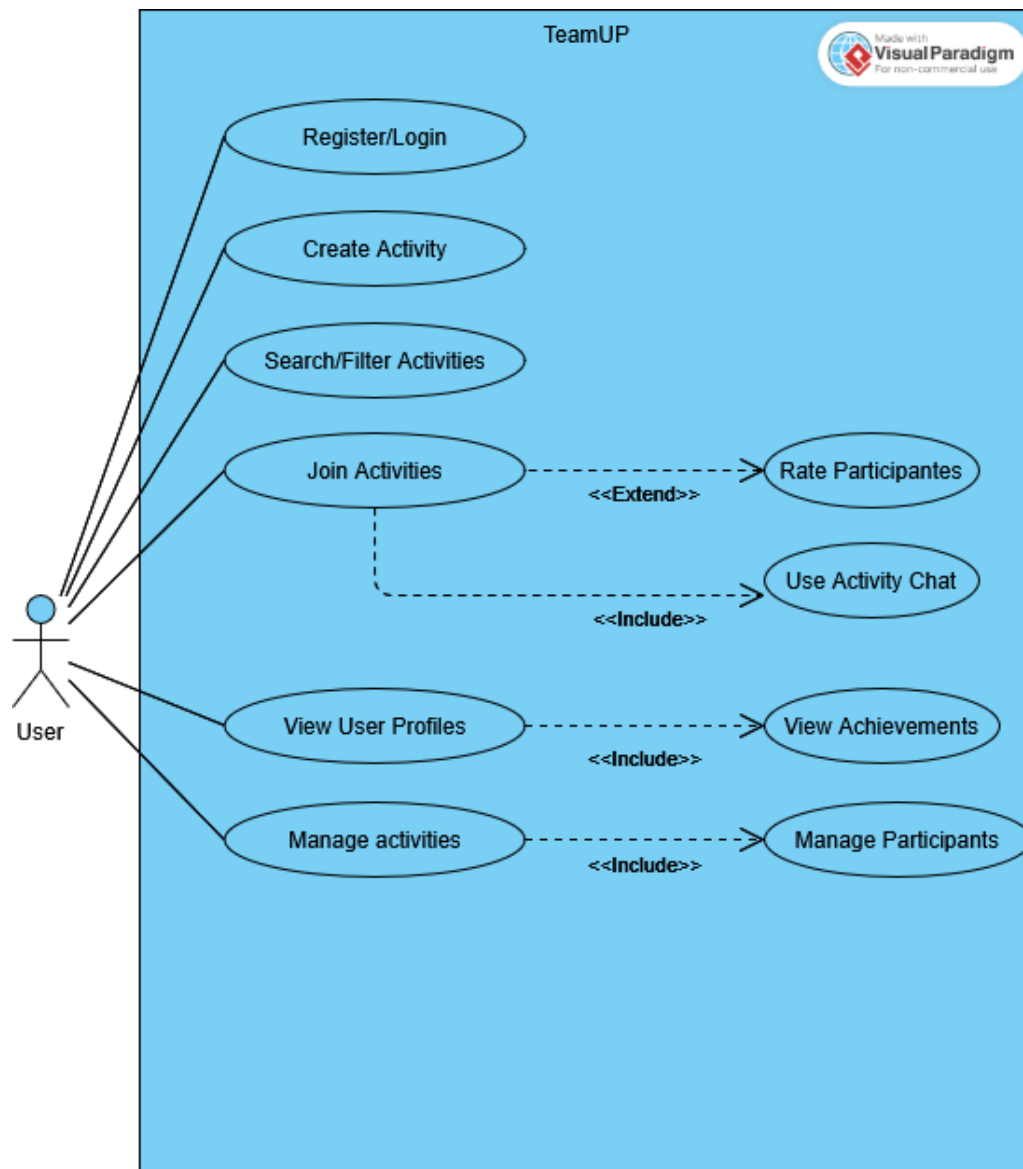 TeamUP
Made with
Visual Paradigm
For non-commercial use
Register/Login
Create Activity
Search/Filter Activities
Join Activities
<<Extend>>
Rate Participantes
Use Activity Chat
<<Include>>
User
View User Profiles
<<Include>>
View Achievements
Manage activities
<<Include>>
Manage Participants